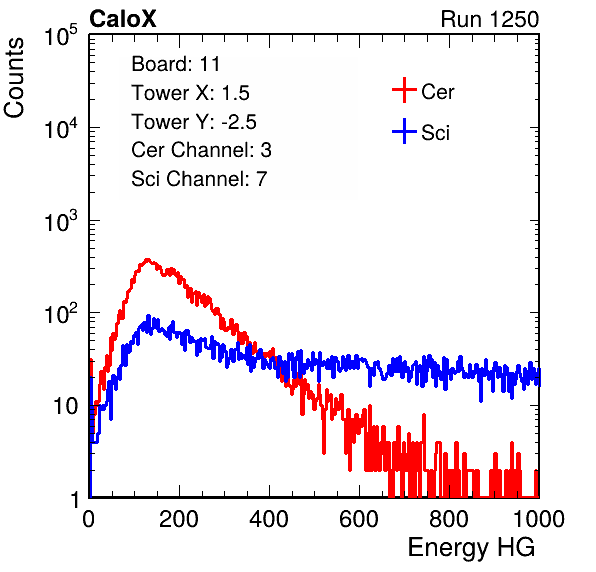 CaloX Run 1250
Counts
10^5
10^4
10^3
10^2
10
1
Board: 11
Tower X: 1.5
Tower Y: -2.5
Cer Channel: 3
Sci Channel: 7
Cer
Sci
0 200 400 600 800 1000
Energy HG